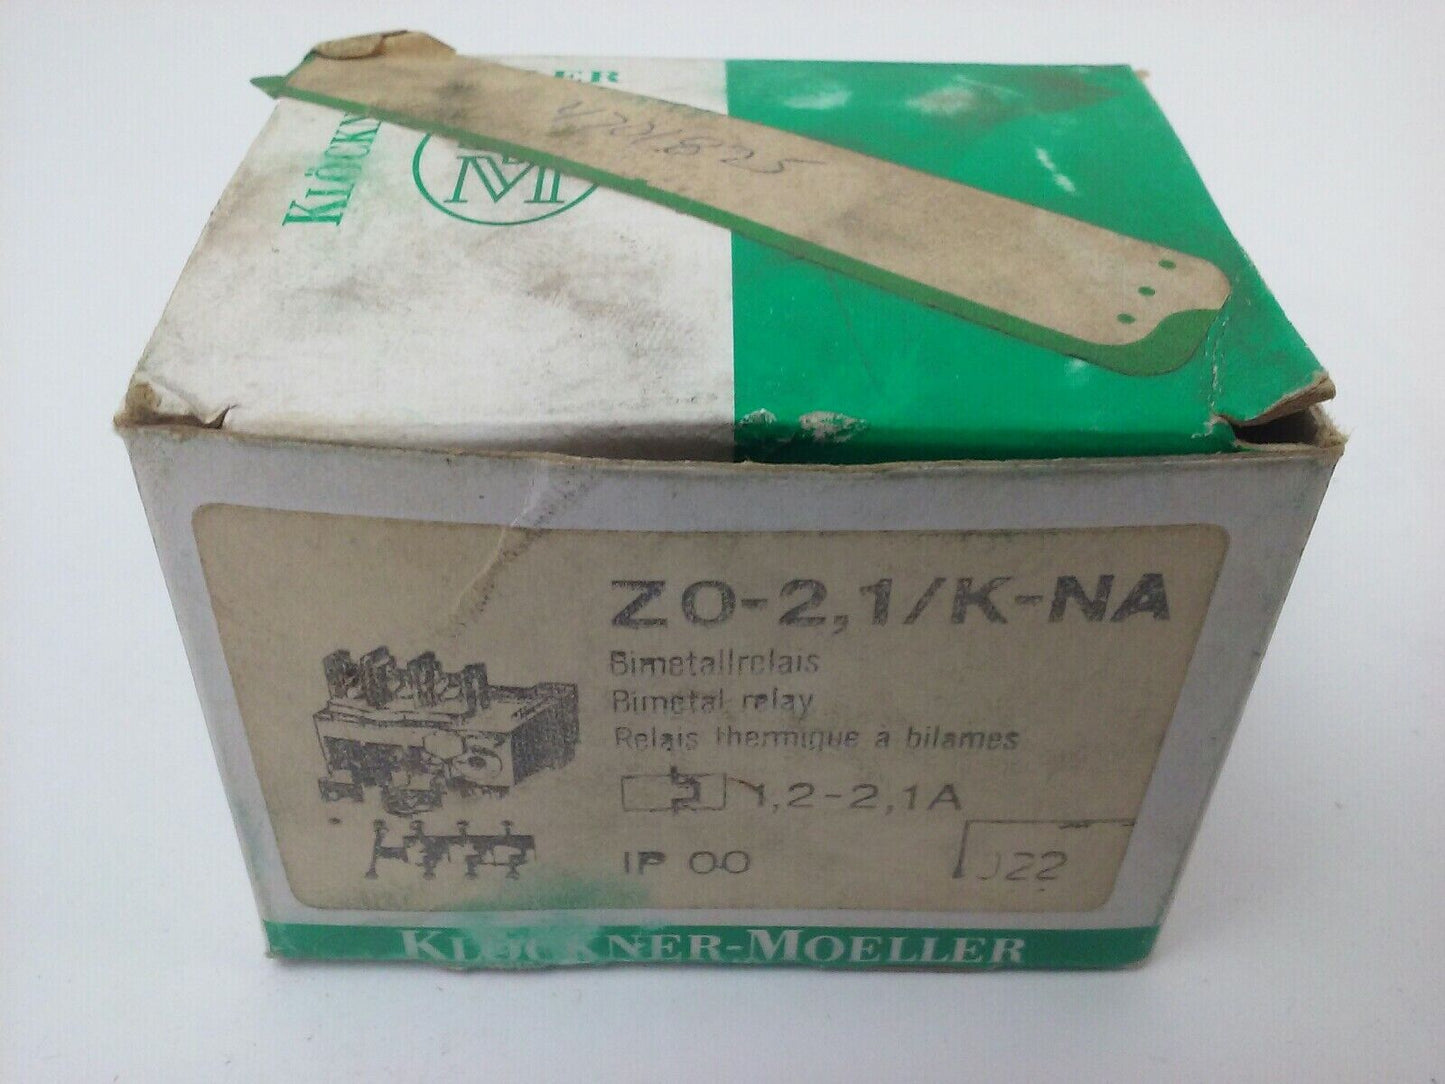 ZO-2,1/K-NA
Bimetallrelais
Bimetal relay
Relais thermique à bilames
1,2-2,1A
IP 00
J22
KLÖCKNER-MOELLER